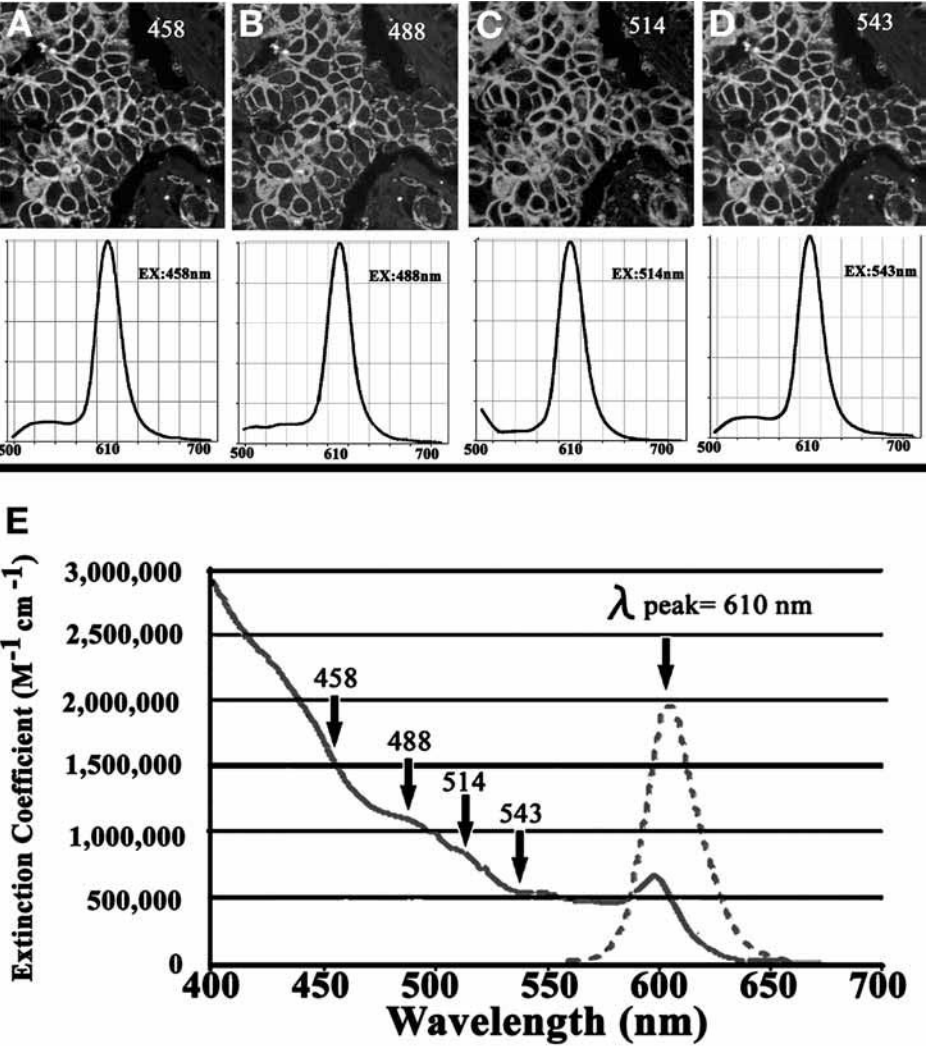 A 458
B 488
C 514
D 543
EX:458nm
EX:488nm
EX:514nm
EX:543nm
500 610 700
500 610 700
500 610 700
500 610 700
E
Extinction Coefficient (M⁻¹ cm⁻¹)
3,000,000
2,500,000
2,000,000
1,500,000
1,000,000
500,000
0
λ peak= 610 nm
458
488
514
543
400 450 500 550 600 650 700
Wavelength (nm)